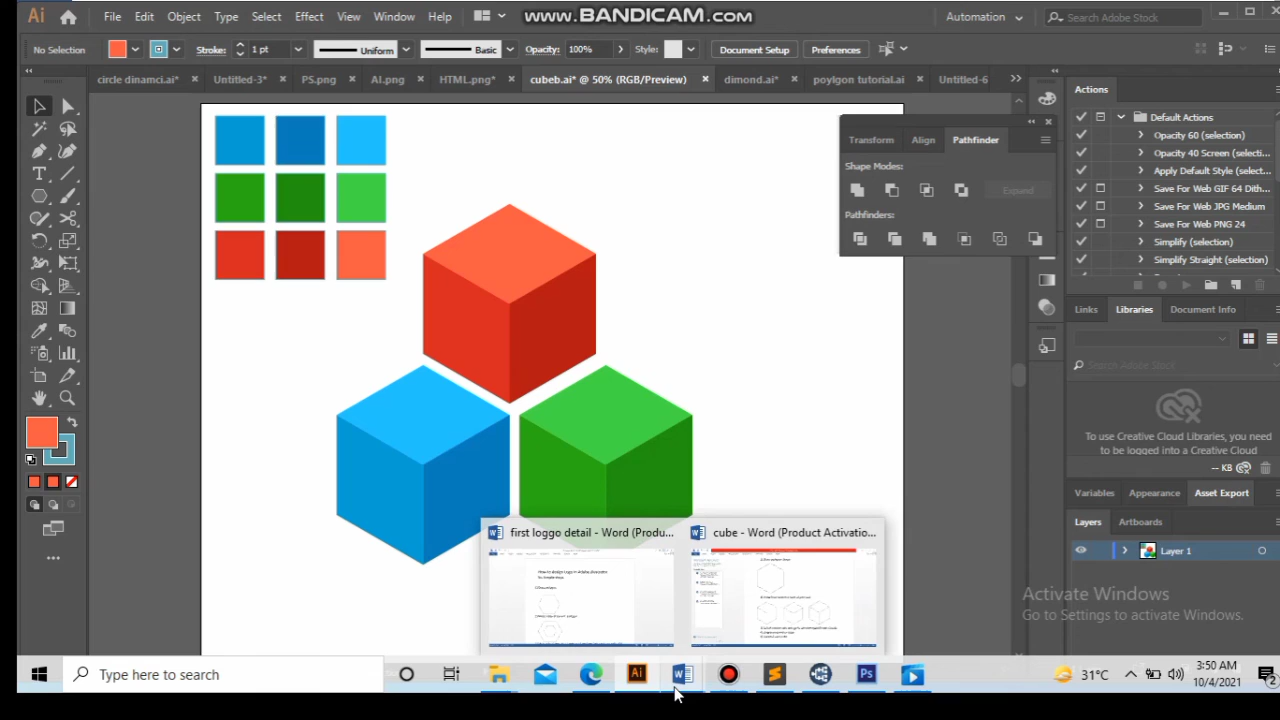 www.BANDICAM.com
Ai File Edit Object Type Select Effect View Window Help Automation Search Adobe Stock
No Selection Stroke: 1 pt Uniform Basic Opacity: 100% Style: Document Setup Preferences
circle dinamci.ai* Untitled-3* PS.png AI.png HTML.png* cubeb.ai* @ 50% (RGB/Preview) dimond.ai* poylgon tutorial.ai Untitled-6
Transform Align Pathfinder
Shape Modes:
Expand
Pathfinders:
Actions
Default Actions
Opacity 60 (selection)
Opacity 40 Screen (selecti...
Apply Default Style (select...
Save For Web GIF 64 Dith...
Save For Web JPG Medium
Save For Web PNG 24
Simplify (selection)
Simplify Straight (selection)
Links Libraries Document Info
Search Adobe Stock
To use Creative Cloud Libraries, you need
to be logged into a Creative Cloud
-- KB
Variables Appearance Asset Export
Layers Artboards
Layer 1
first loggo detail - Word (Produ...
cube - Word (Product Activatio...
Activate Windows
Go to Settings to activate Windows.
Type here to search
Ai
Ps
31°C
3:50 AM
10/4/2021
2